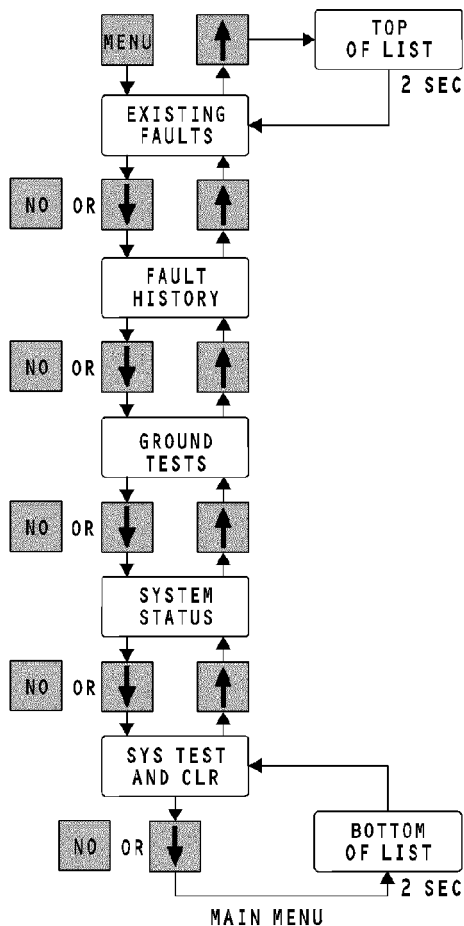 MENU
TOP
OF LIST
2 SEC
EXISTING
FAULTS
NO OR
FAULT
HISTORY
NO OR
GROUND
TESTS
NO OR
SYSTEM
STATUS
NO OR
SYS TEST
AND CLR
NO OR
BOTTOM
OF LIST
2 SEC
MAIN MENU